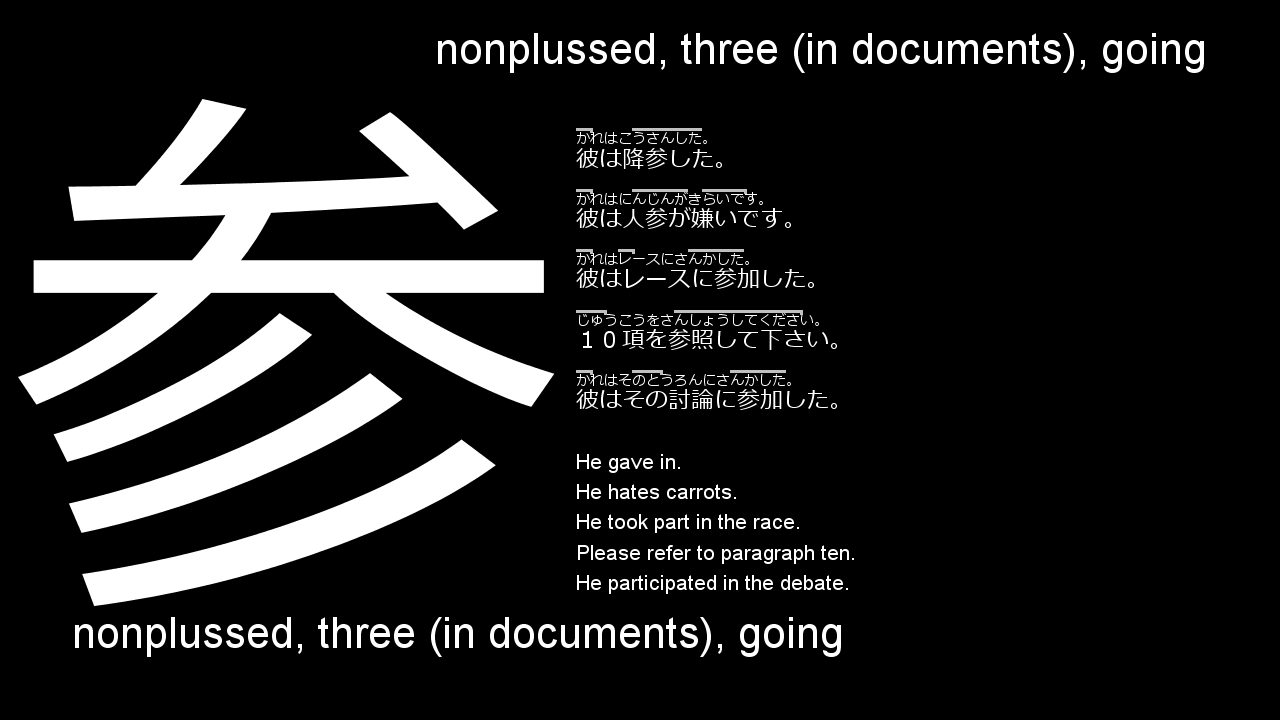 nonplussed, three (in documents), going
参
かれはこうさんした。
彼は降参した。
かれはにんじんがきらいです。
彼は人参が嫌いです。
かれはレースにさんかした。
彼はレースに参加した。
じゅうこうをさんしょうしてください。
１０項を参照して下さい。
かれはそのとうろんにさんかした。
彼はその討論に参加した。
He gave in.
He hates carrots.
He took part in the race.
Please refer to paragraph ten.
He participated in the debate.
nonplussed, three (in documents), going